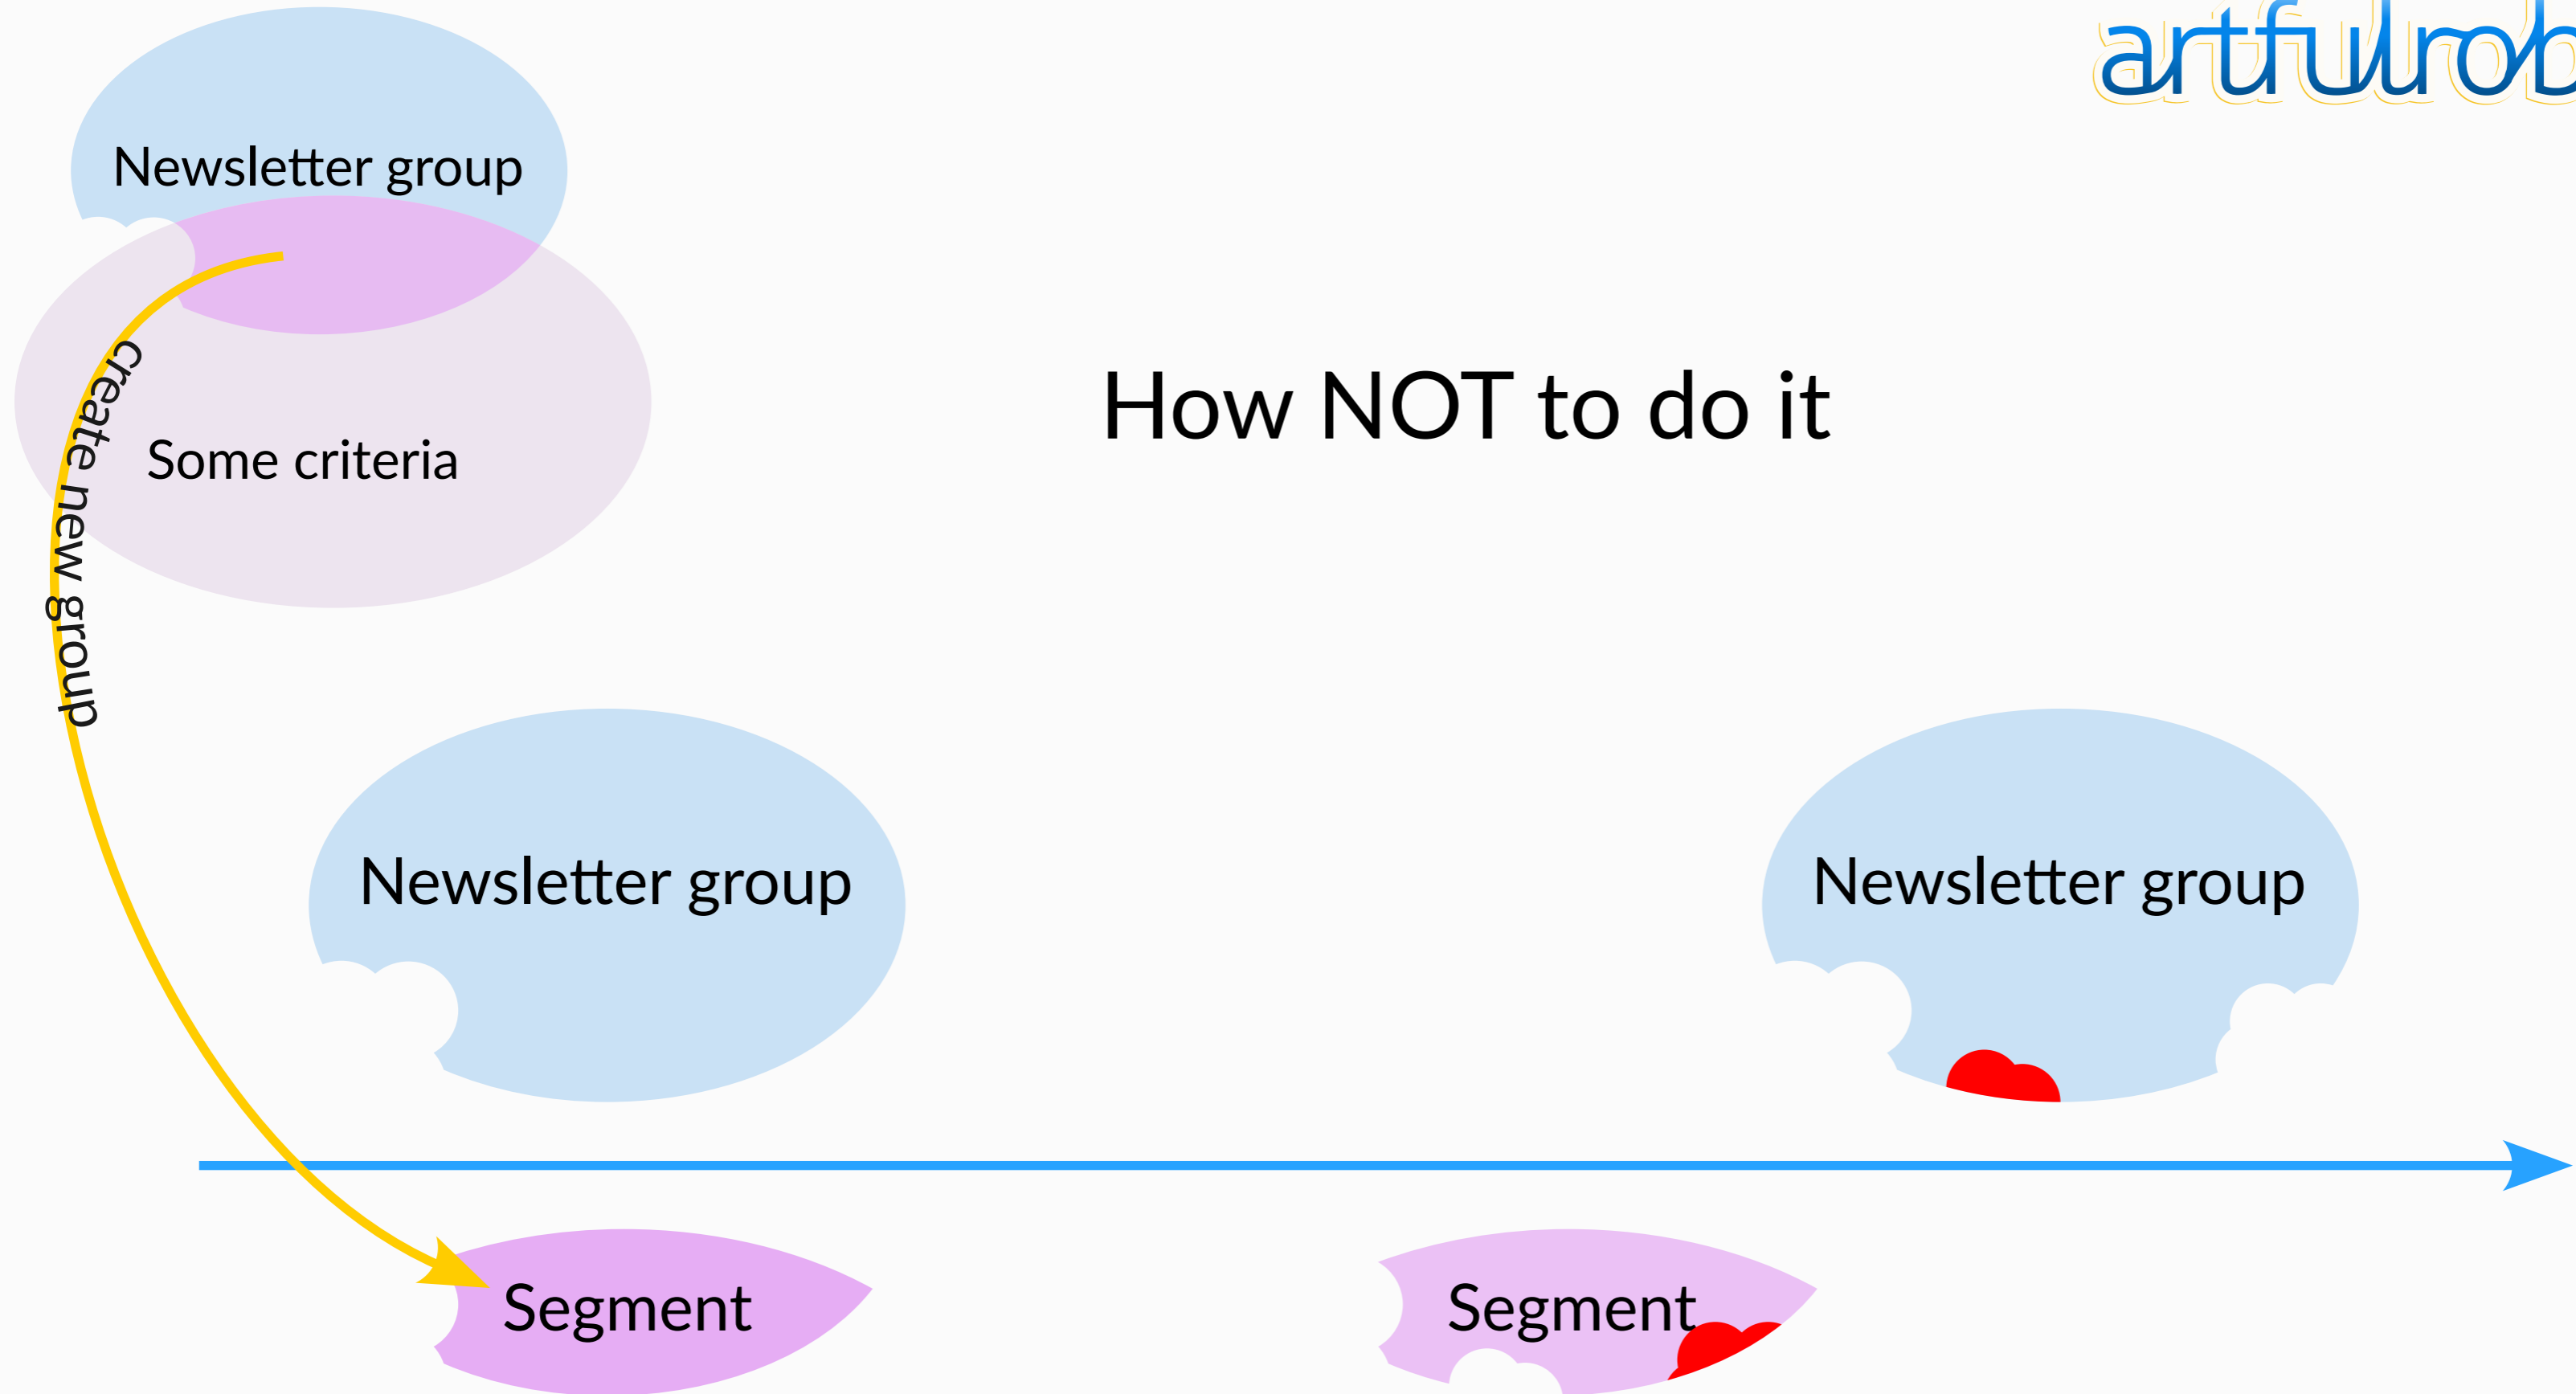 artfulrob
Newsletter group
create new group
Some criteria
How NOT to do it
Newsletter group
Newsletter group
Segment
Segment